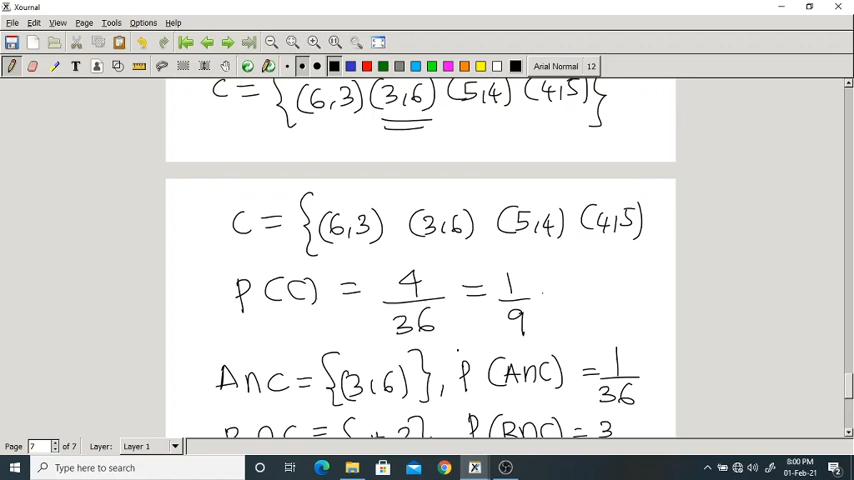 Xournal
File Edit View Page Tools Options Help
Arial Normal 12
C = {(6,3) (3,6) (5,4) (4,5)}
C = {(6,3) (3,6) (5,4) (4,5)
P(C) = 4/36 = 1/9
A∩C = {(3,6)}, P(A∩C) = 1/36
P(B∩C) = 3
Page 7 of 7 Layer: Layer 1
Type here to search
8:00 PM
01-Feb-21
2